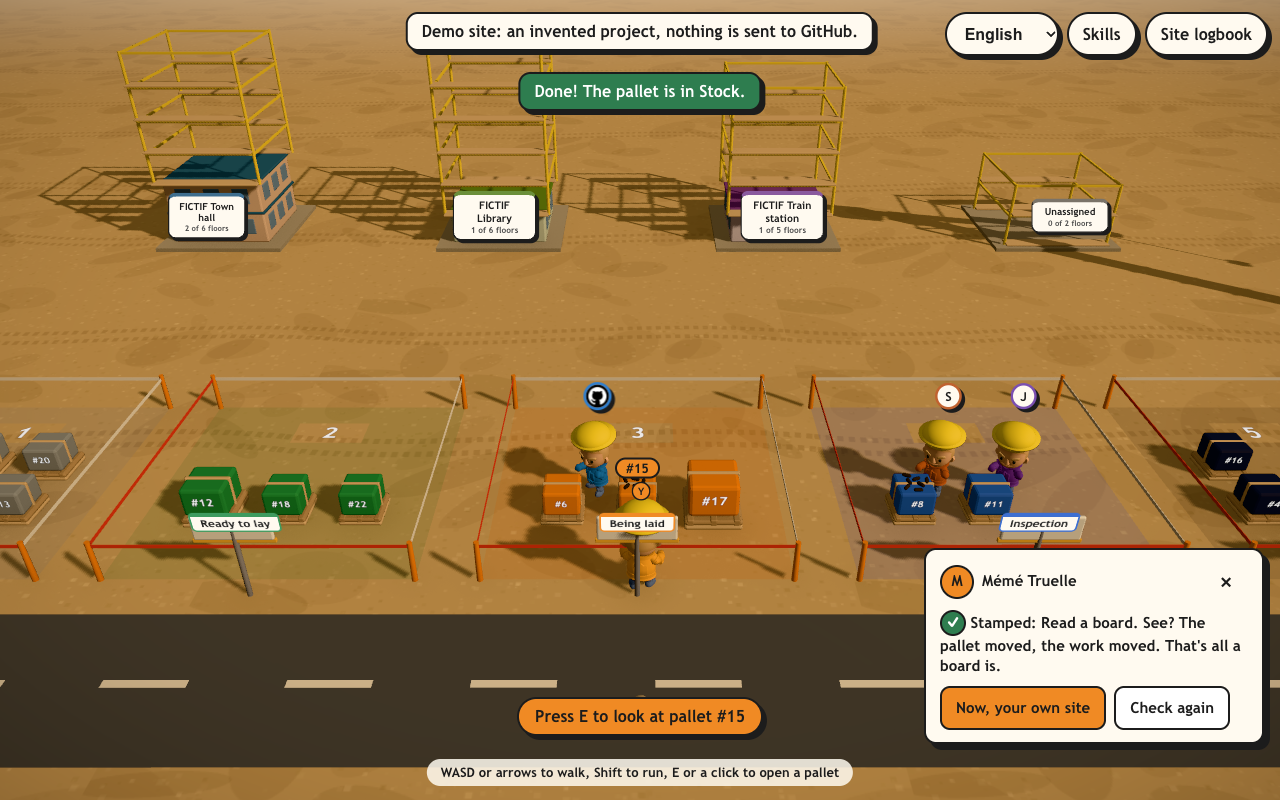 Demo site: an invented project, nothing is sent to GitHub.
English
Skills
Site logbook
Done! The pallet is in Stock.
FICTIF Town
hall
2 of 6 floors
FICTIF
Library
1 of 6 floors
FICTIF Train
station
1 of 5 floors
Unassigned
0 of 2 floors
1
2
3
5
S
J
#20
#12
#18
#22
#6
#15
Y
#17
#8
#11
#16
Ready to lay
Being laid
Inspection
M
Mémé Truelle
Stamped: Read a board. See? The
pallet moved, the work moved. That's all a
board is.
Now, your own site
Check again
Press E to look at pallet #15
WASD or arrows to walk, Shift to run, E or a click to open a pallet